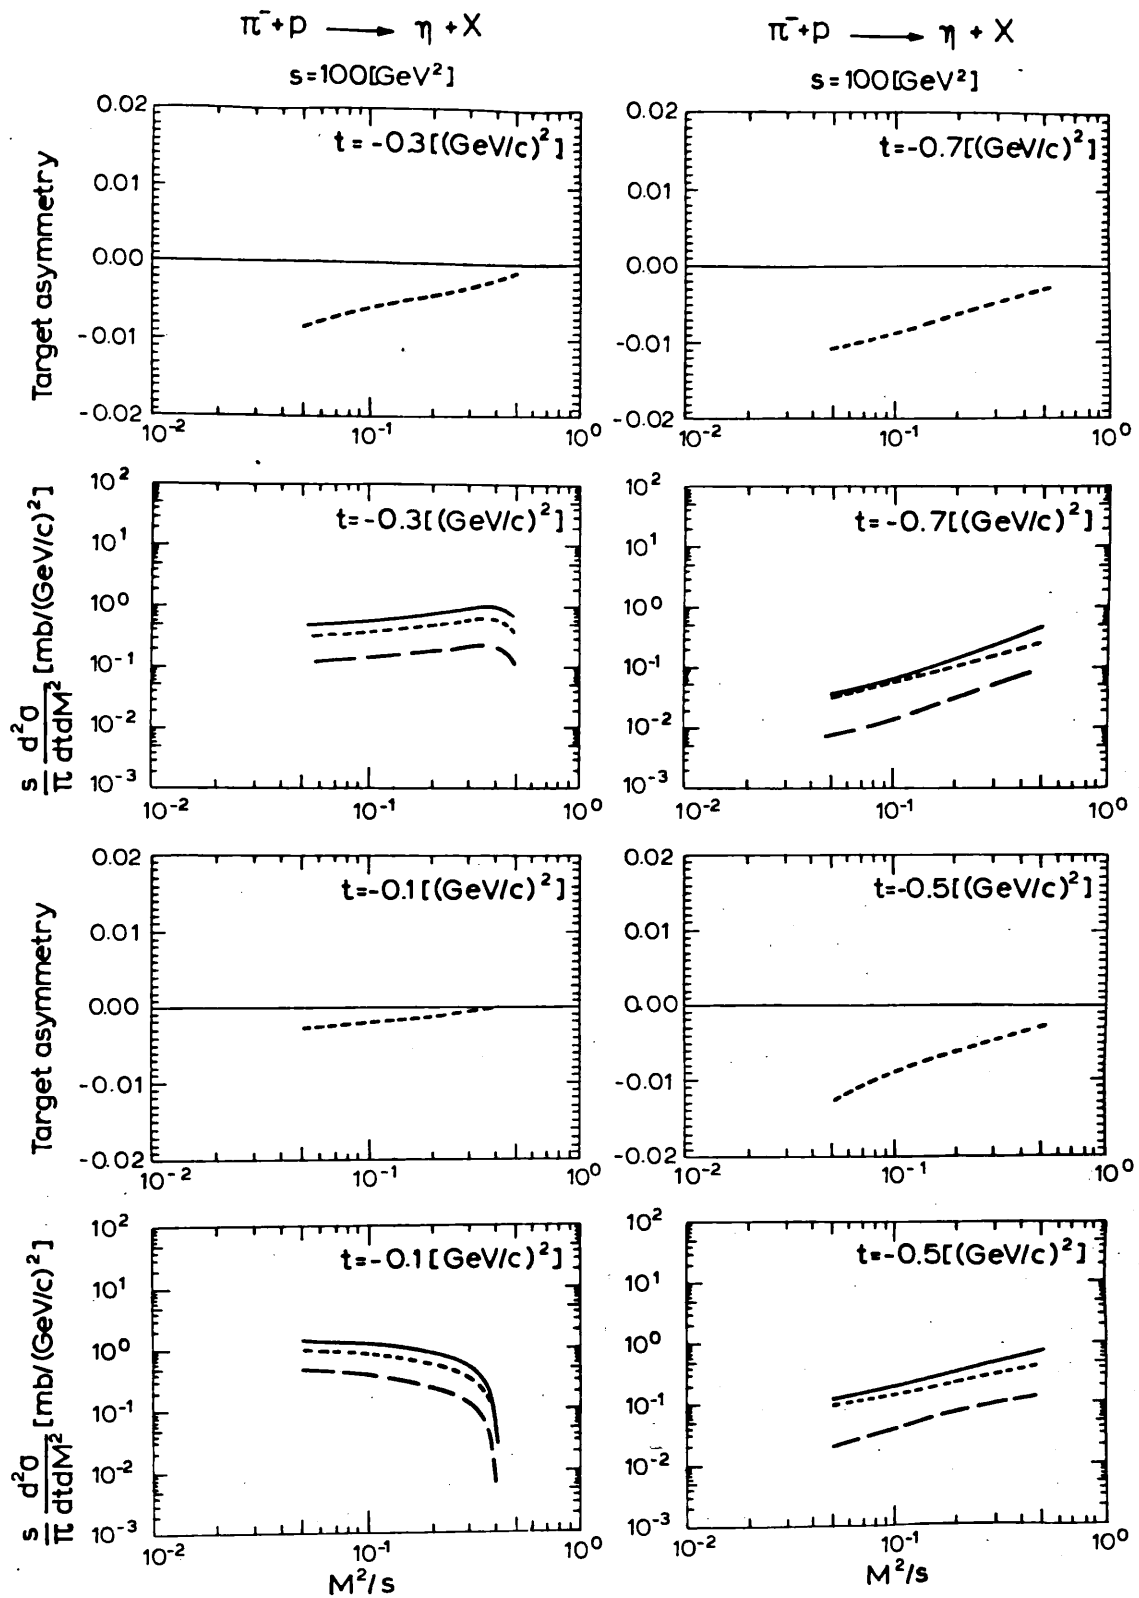 π⁻+p ⟶ η + X
s=100[GeV²]
Target asymmetry
0.02
0.01
0.00
-0.01
-0.02
t = -0.3[(GeV/c)²]
10⁻² 10⁻¹ 10⁰
π⁻+p ⟶ η + X
s=100[GeV²]
0.02
0.01
0.00
-0.01
-0.02
t=-0.7[(GeV/c)²]
10⁻² 10⁻¹ 10⁰
s/π d²σ/dtdM² [mb/(GeV/c)²]
10²
10¹
10⁰
10⁻¹
10⁻²
10⁻³
t=-0.3[(GeV/c)²]
10⁻² 10⁻¹ 10⁰
10²
10¹
10⁰
10⁻¹
10⁻²
10⁻³
t=-0.7[(GeV/c)²]
10⁻² 10⁻¹ 10⁰
Target asymmetry
0.02
0.01
0.00
-0.01
-0.02
t=-0.1[(GeV/c)²]
10⁻² 10⁻¹ 10⁰
0.02
0.01
0.00
-0.01
-0.02
t=-0.5[(GeV/c)²]
10⁻² 10⁻¹ 10⁰
s/π d²σ/dtdM² [mb/(GeV/c)²]
10²
10¹
10⁰
10⁻¹
10⁻²
10⁻³
t=-0.1[GeV/c)²]
10⁻² 10⁻¹ 10⁰
M²/s
10²
10¹
10⁰
10⁻¹
10⁻²
10⁻³
t=-0.5[(GeV/c)²]
10⁻² 10⁻¹ 10⁰
M²/s